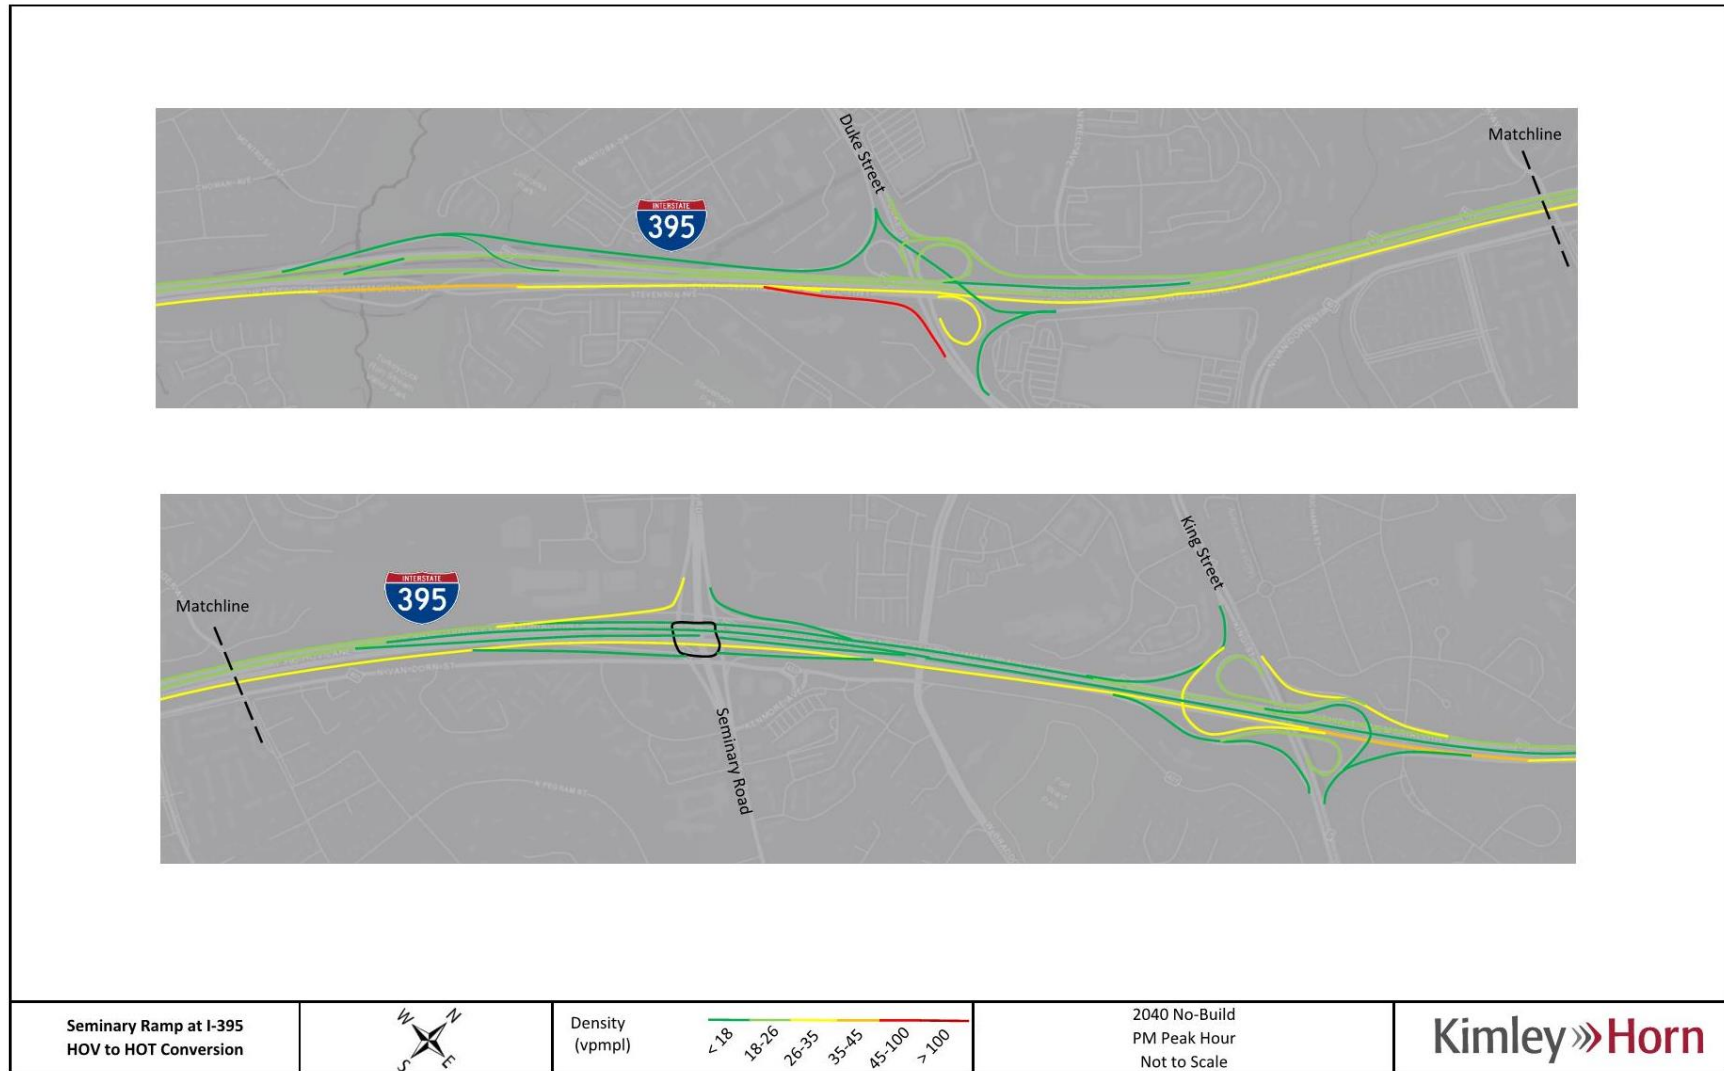 Duke Street
Matchline
INTERSTATE
395
King Street
INTERSTATE
395
Matchline
Seminary Road
Seminary Ramp at I-395
HOV to HOT Conversion
W
N
S
E
Density
(vpmpl)
< 18
18-26
26-35
35-45
45-100
> 100
2040 No-Build
PM Peak Hour
Not to Scale
Kimley»Horn